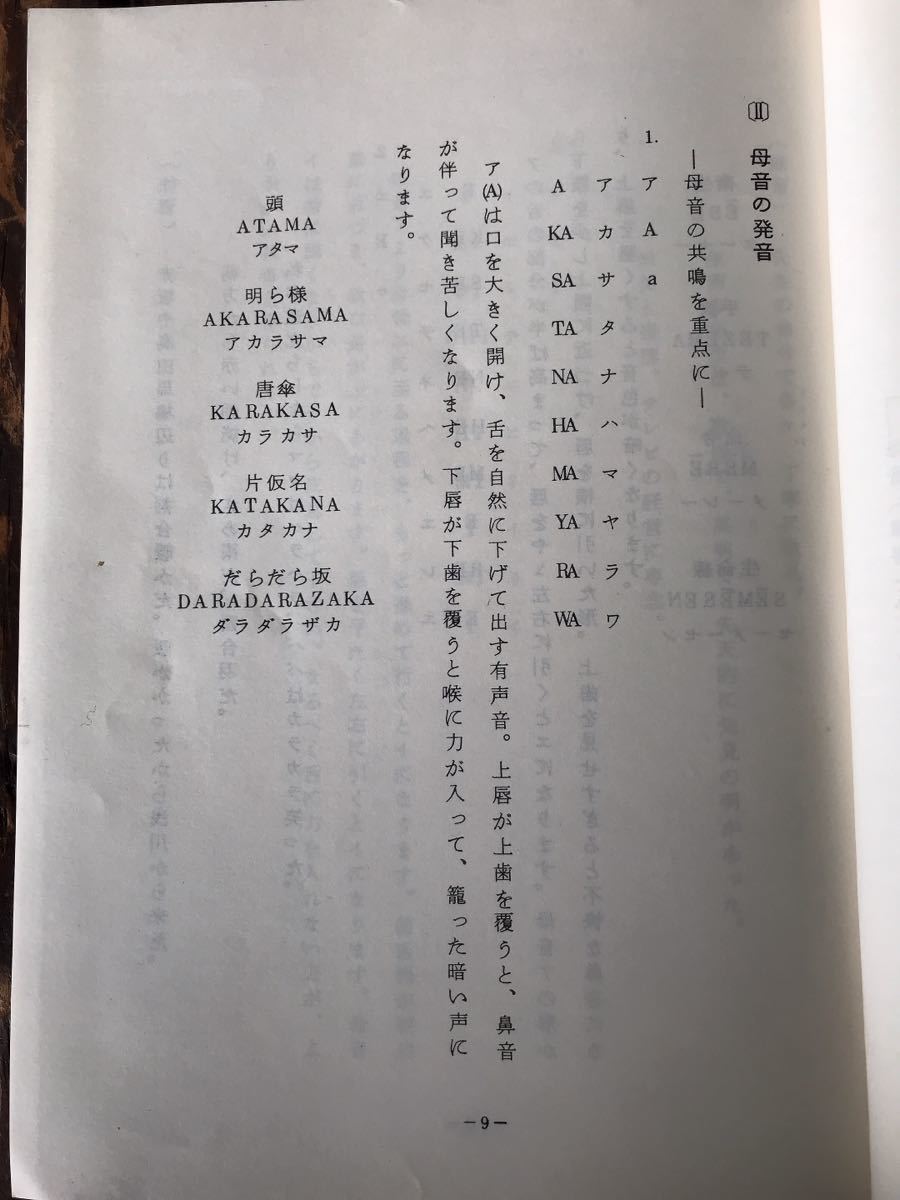 〔Ⅱ〕 母音の発音
―母音の共鳴を重点に―
1. ア A a
アカサタナハマヤラワ
A KA SA TA NA HA MA YA RA WA
ア(A)は口を大きく開け、舌を自然に下げて出す有声音。上唇が上歯を覆うと、鼻音
が伴って聞き苦しくなります。下唇が下歯を覆うと喉に力が入って、籠った暗い声に
なります。
頭
ATAMA
アタマ
明ら様
AKARASAMA
アカラサマ
唐傘
KARAKASA
カラカサ
片仮名
KATAKANA
カタカナ
だらだら坂
DARADARAZAKA
ダラダラザカ
－9－